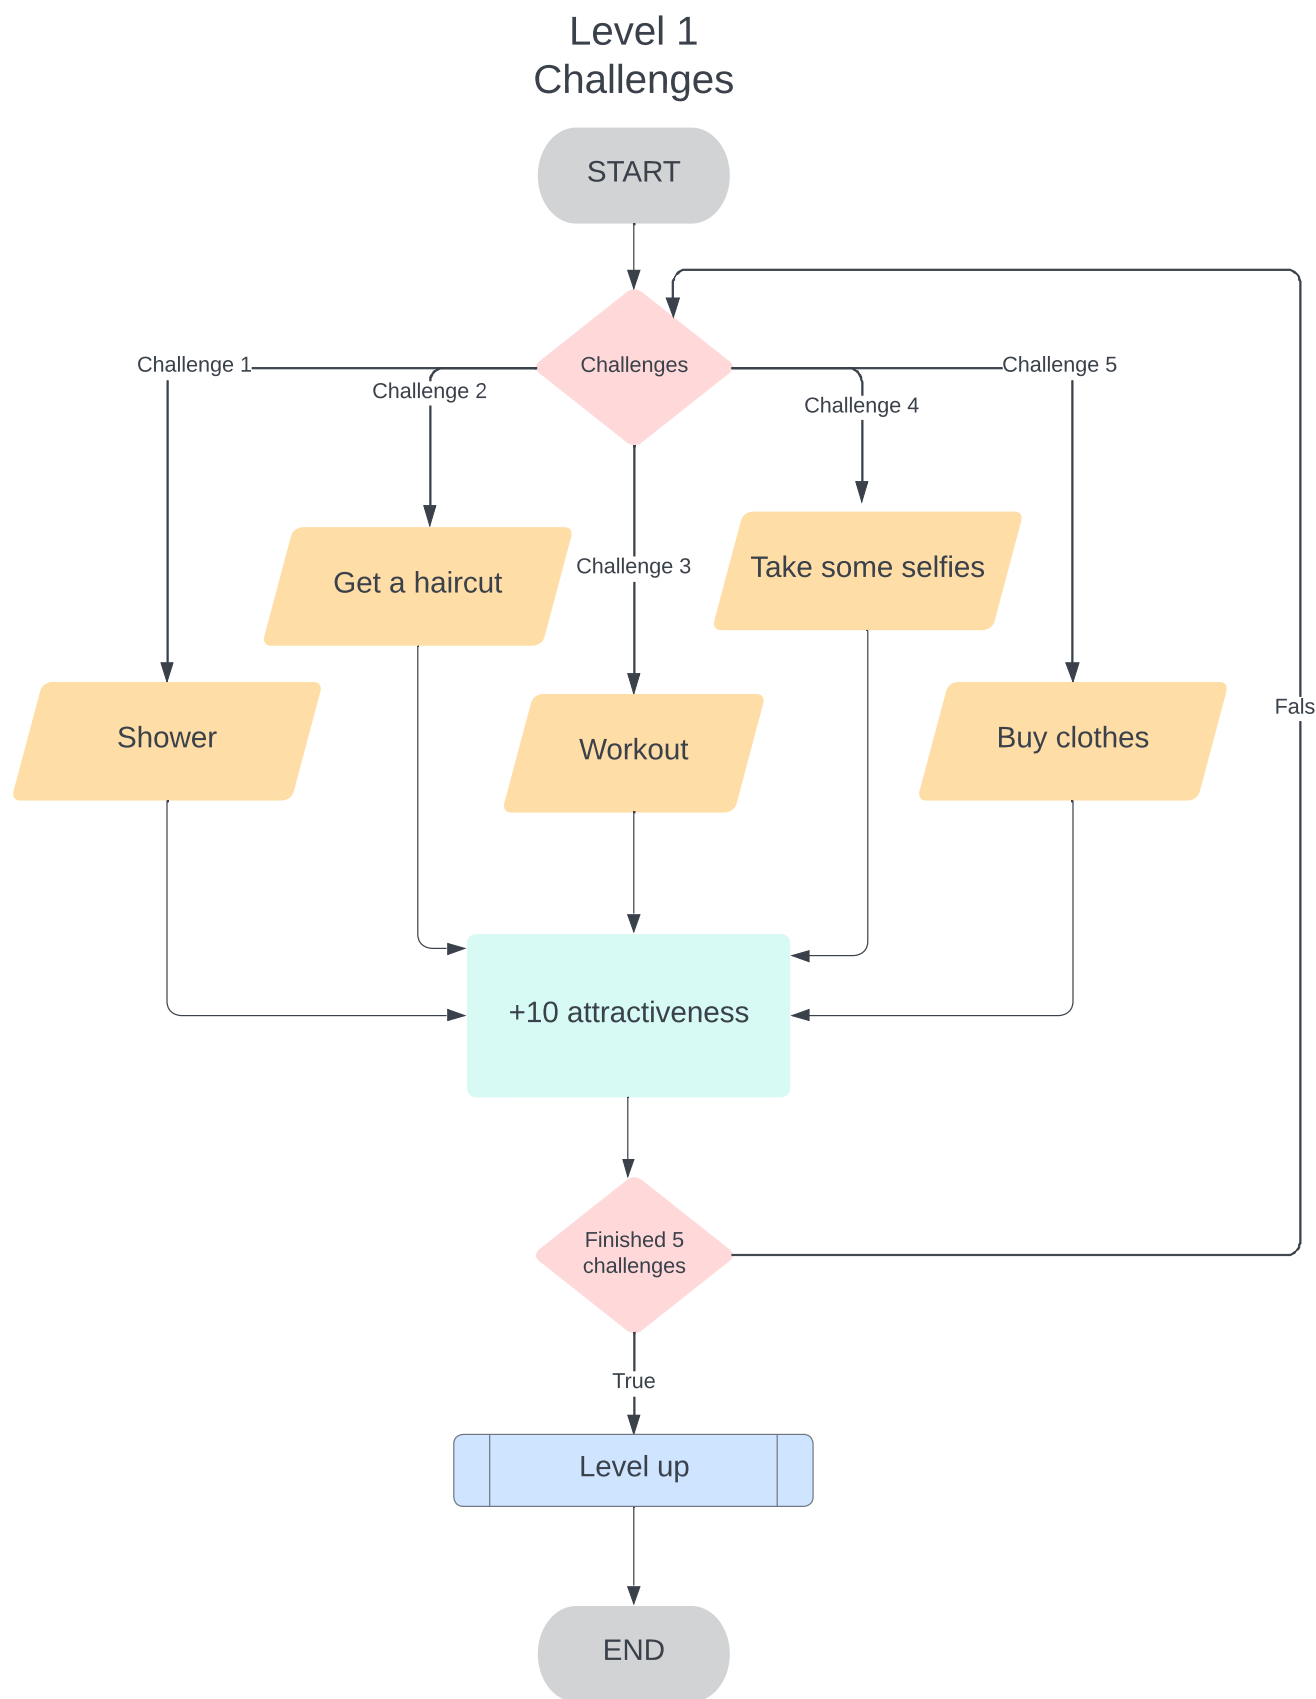 Level 1
Challenges
START
Challenges
Challenge 1
Challenge 2
Challenge 3
Challenge 4
Challenge 5
Get a haircut
Take some selfies
Shower
Workout
Buy clothes
Fals
+10 attractiveness
Finished 5
challenges
True
Level up
END